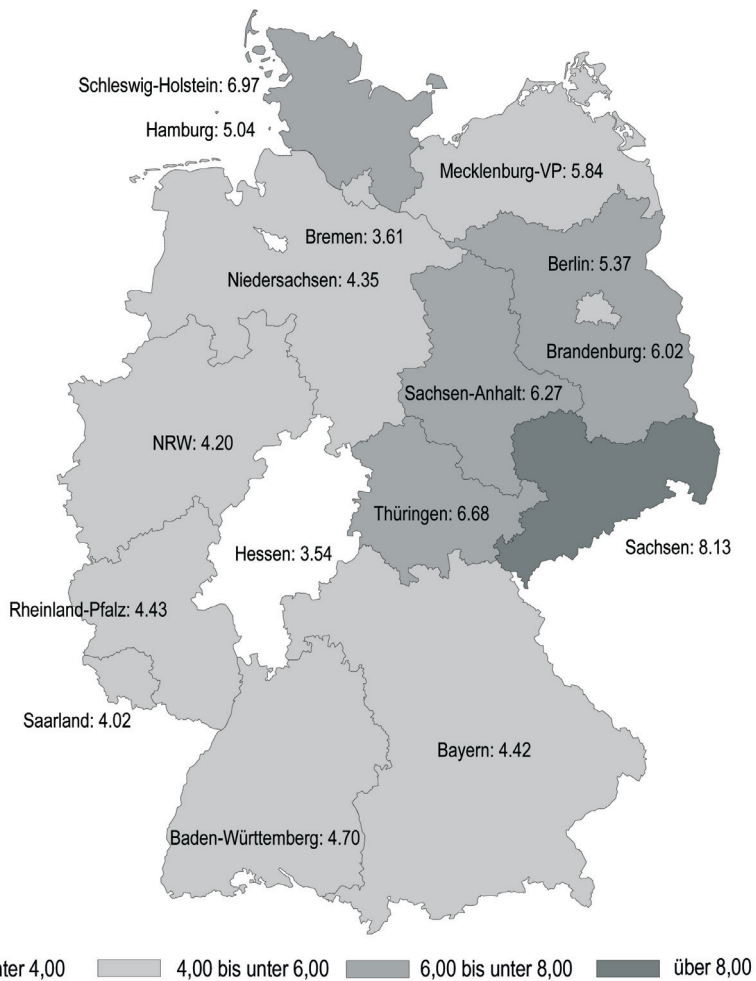 Schleswig-Holstein: 6.97
Hamburg: 5.04
Mecklenburg-VP: 5.84
Bremen: 3.61
Berlin: 5.37
Niedersachsen: 4.35
Brandenburg: 6.02
Sachsen-Anhalt: 6.27
NRW: 4.20
Thüringen: 6.68
Sachsen: 8.13
Hessen: 3.54
Rheinland-Pfalz: 4.43
Saarland: 4.02
Bayern: 4.42
Baden-Württemberg: 4.70
4,00 4,00 bis unter 6,00 6,00 bis unter 8,00 über 8,00